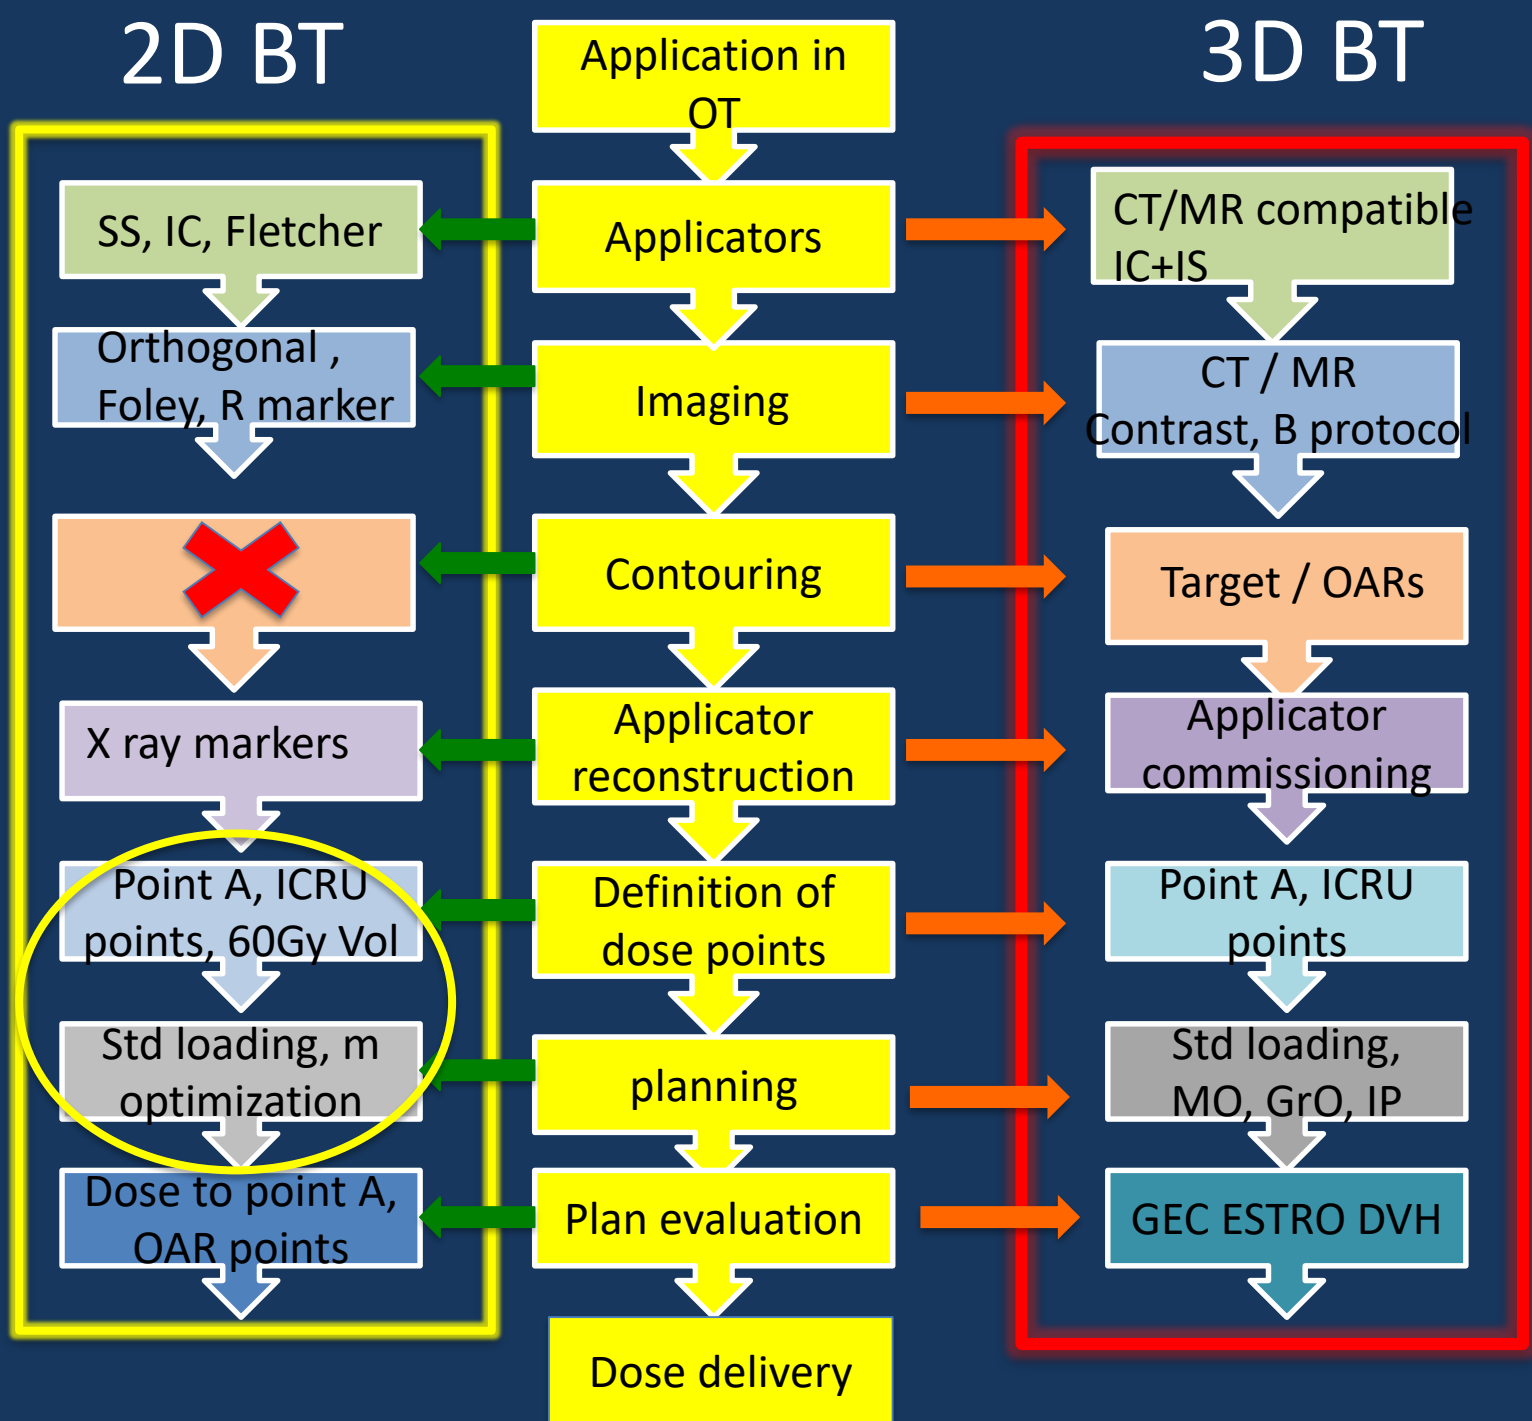 2D BT
Application in
OT
3D BT
SS, IC, Fletcher
Applicators
CT/MR compatible
IC+IS
Orthogonal ,
Foley, R marker
Imaging
CT / MR
Contrast, B protocol
Contouring
Target / OARs
X ray markers
Applicator
reconstruction
Applicator
commissioning
Point A, ICRU
points, 60Gy Vol
Definition of
dose points
Point A, ICRU
points
Std loading, m
optimization
planning
Std loading,
MO, GrO, IP
Dose to point A,
OAR points
Plan evaluation
GEC ESTRO DVH
Dose delivery